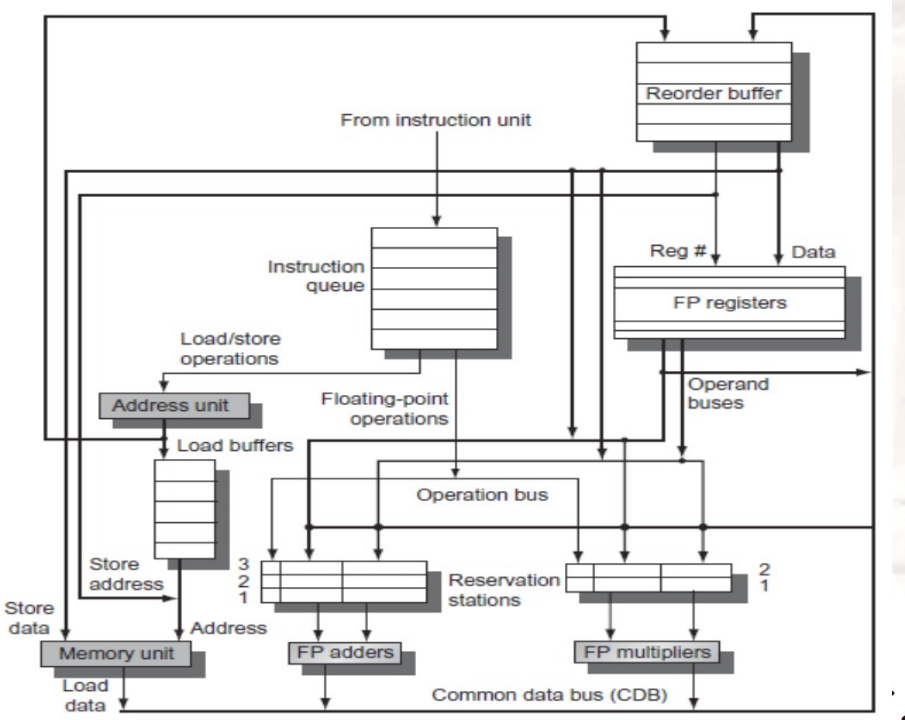 Reorder buffer
From instruction unit
Reg #
Data
Instruction
queue
FP registers
Load/store
operations
Operand
buses
Address unit
Floating-point
operations
Load buffers
Operation bus
Store
address
3
2
1
Reservation
stations
2
1
Store
data
Address
Memory unit
FP adders
FP multipliers
Load
data
Common data bus (CDB)